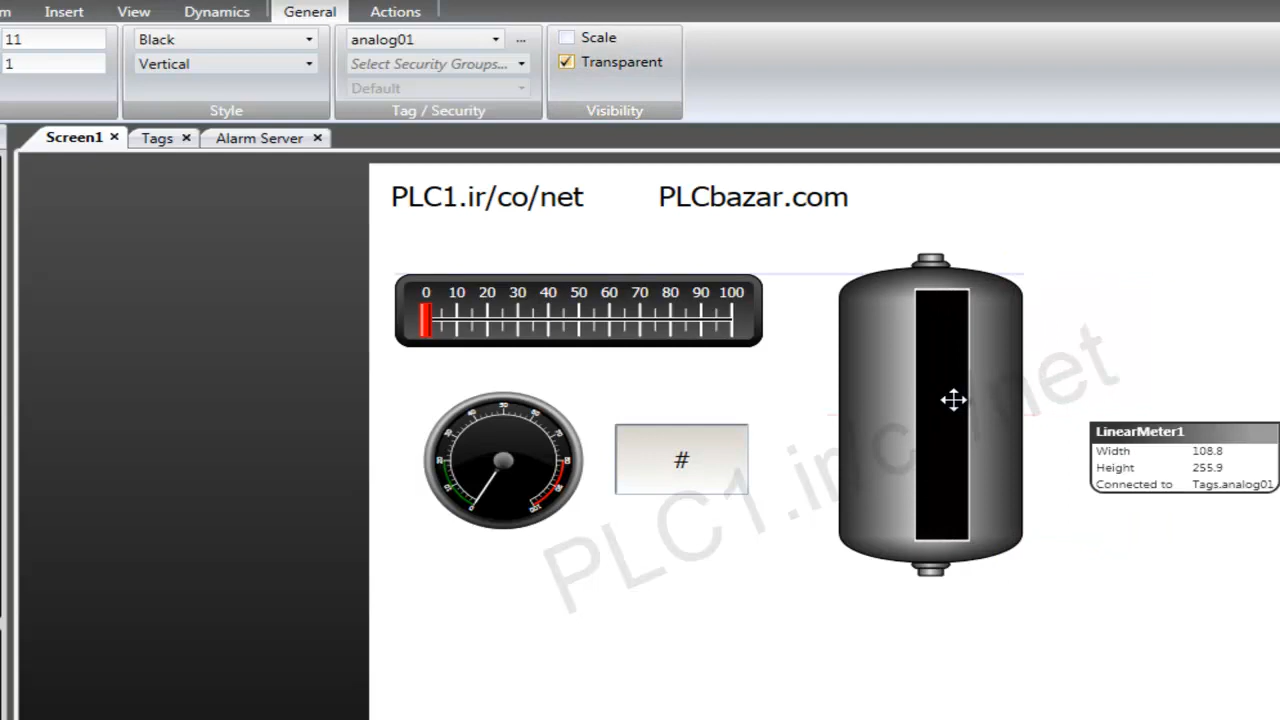 m Insert View Dynamics General Actions
11 Black analog01 ... Scale
1 Vertical Select Security Groups... Transparent
Default
Style Tag / Security Visibility
Screen1 Tags Alarm Server
PLC1.ir/co/net PLCbazar.com
0 10 20 30 40 50 60 70 80 90 100
#
LinearMeter1
Width 108.8
Height 255.9
Connected to Tags.analog01